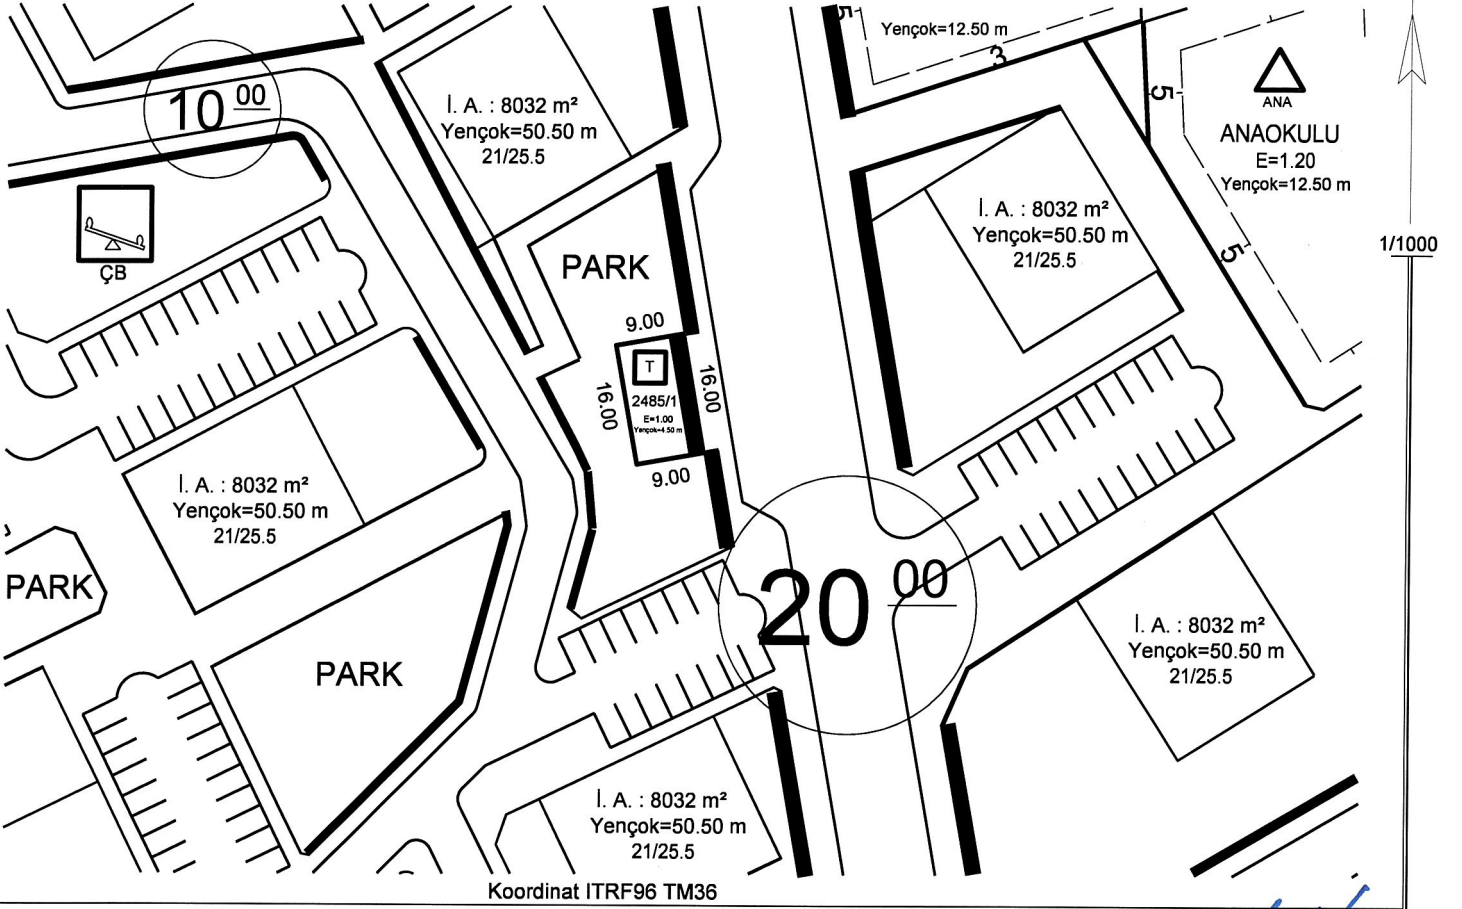 5
Yençok=12.50 m
3
10 00
İ. A. : 8032 m²
Yençok=50.50 m
21/25.5
5
ANA
ANAOKULU
E=1.20
Yençok=12.50 m
ÇB
PARK
İ. A. : 8032 m²
Yençok=50.50 m
21/25.5
5
1/1000
9.00
T
16.00
16.00
2485/1
E=1.00
Yençok=4.50 m
9.00
İ. A. : 8032 m²
Yençok=50.50 m
21/25.5
PARK
20 00
PARK
İ. A. : 8032 m²
Yençok=50.50 m
21/25.5
İ. A. : 8032 m²
Yençok=50.50 m
21/25.5
Koordinat ITRF96 TM36